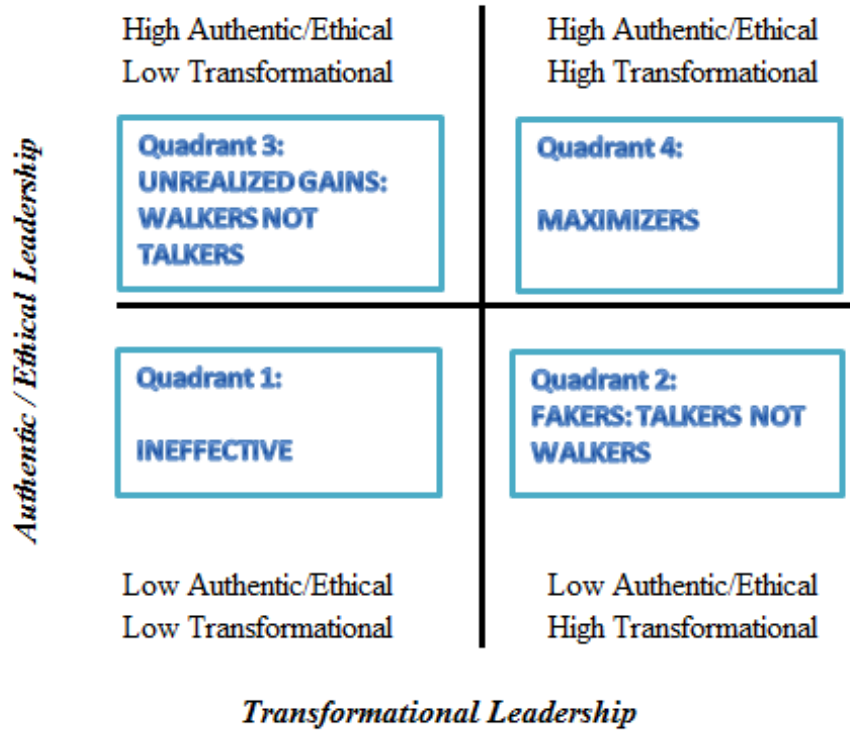 High Authentic/Ethical
Low Transformational
High Authentic/Ethical
High Transformational
Authentic / Ethical Leadership
Quadrant 3:
UNREALIZED GAINS:
WALKERS NOT
TALKERS
Quadrant 4:
MAXIMIZERS
Quadrant 1:
INEFFECTIVE
Quadrant 2:
FAKERS: TALKERS NOT
WALKERS
Low Authentic/Ethical
Low Transformational
Low Authentic/Ethical
High Transformational
Transformational Leadership